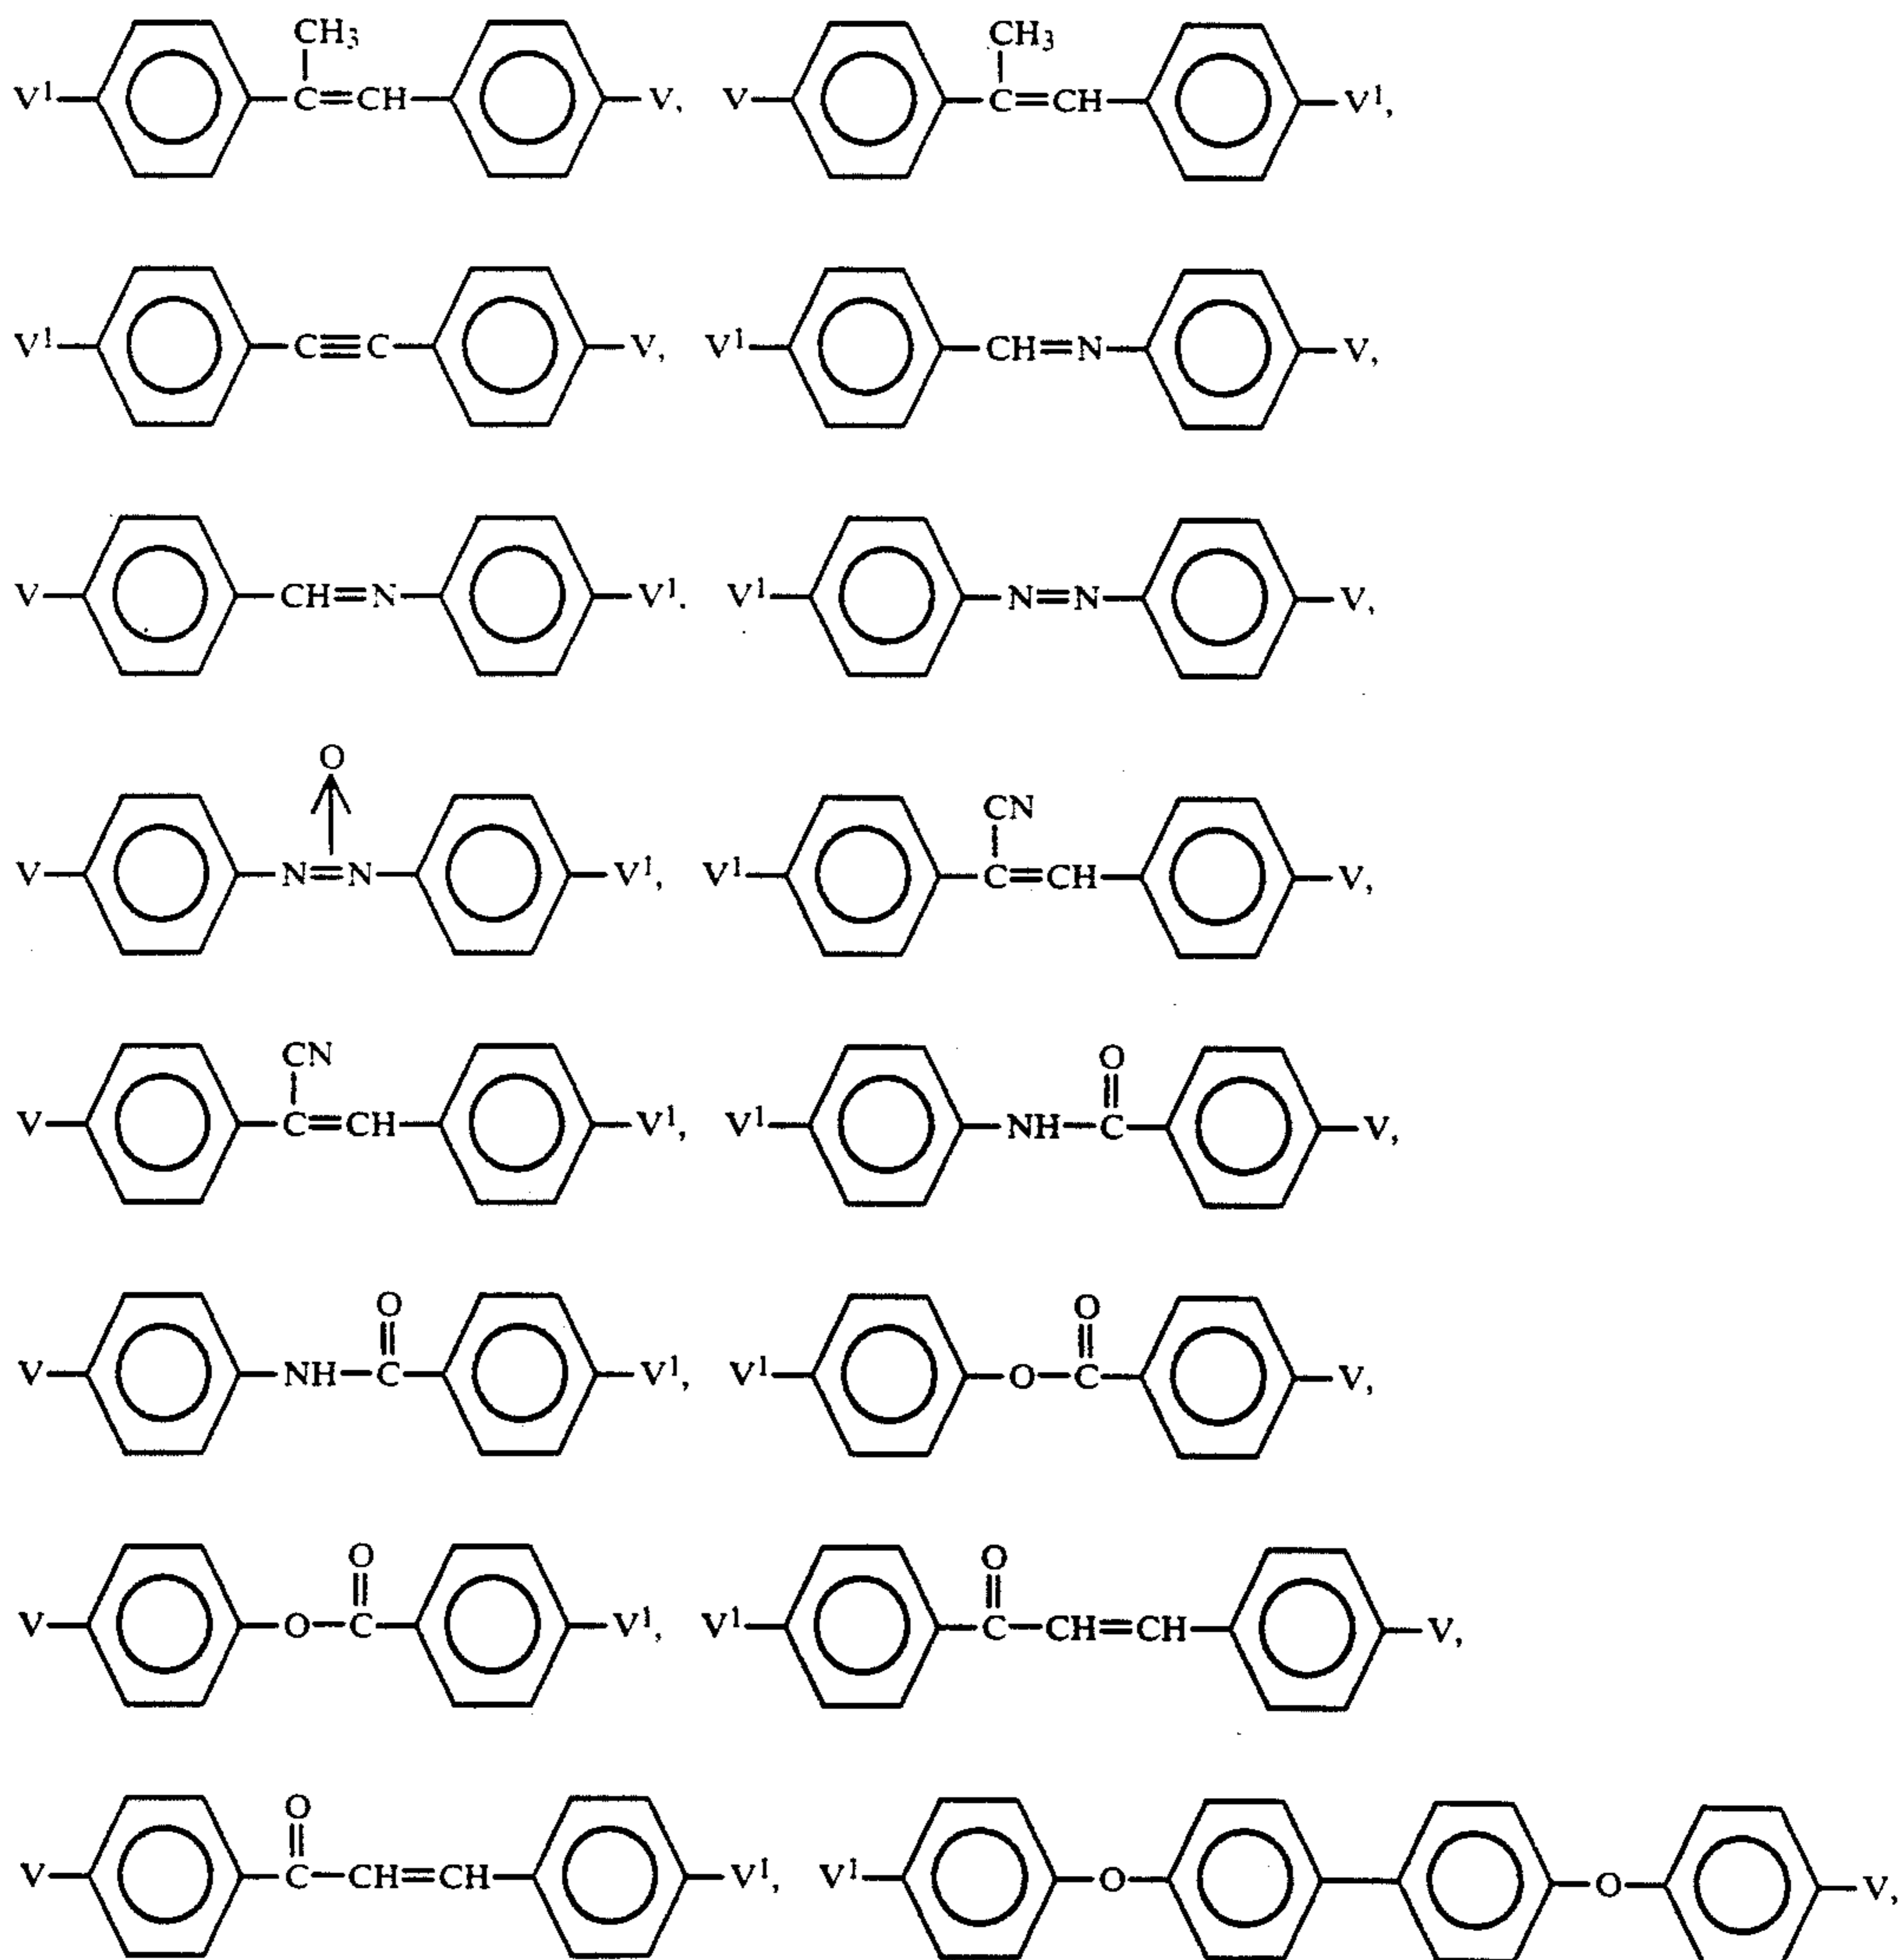 CH₃ CH₃
V¹ C=CH V, V C=CH V¹,
V¹ C≡C V, V¹ CH=N V,
V CH=N V¹. V¹ N=N V,
O
V N=N V¹, CN
V¹ C=CH V,
CN O
V C=CH V¹, V¹ NH—C V,
O O
V NH—C V¹, V¹ O—C V,
O O
V O—C V¹, V¹ C—CH=CH V,
O
V C—CH=CH V¹, V¹ O O V,